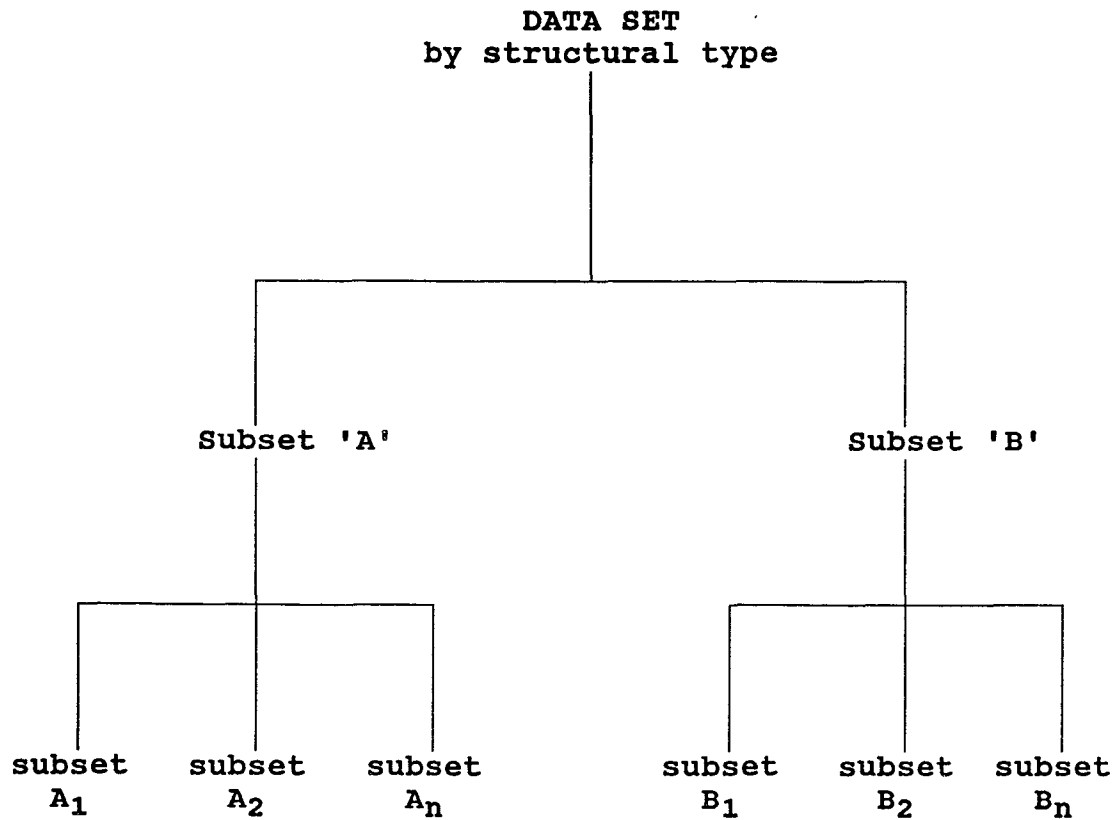 DATA SET
by structural type
Subset 'A'
Subset 'B'
subset subset subset subset subset subset
A₁ A₂ Aₙ B₁ B₂ Bₙ